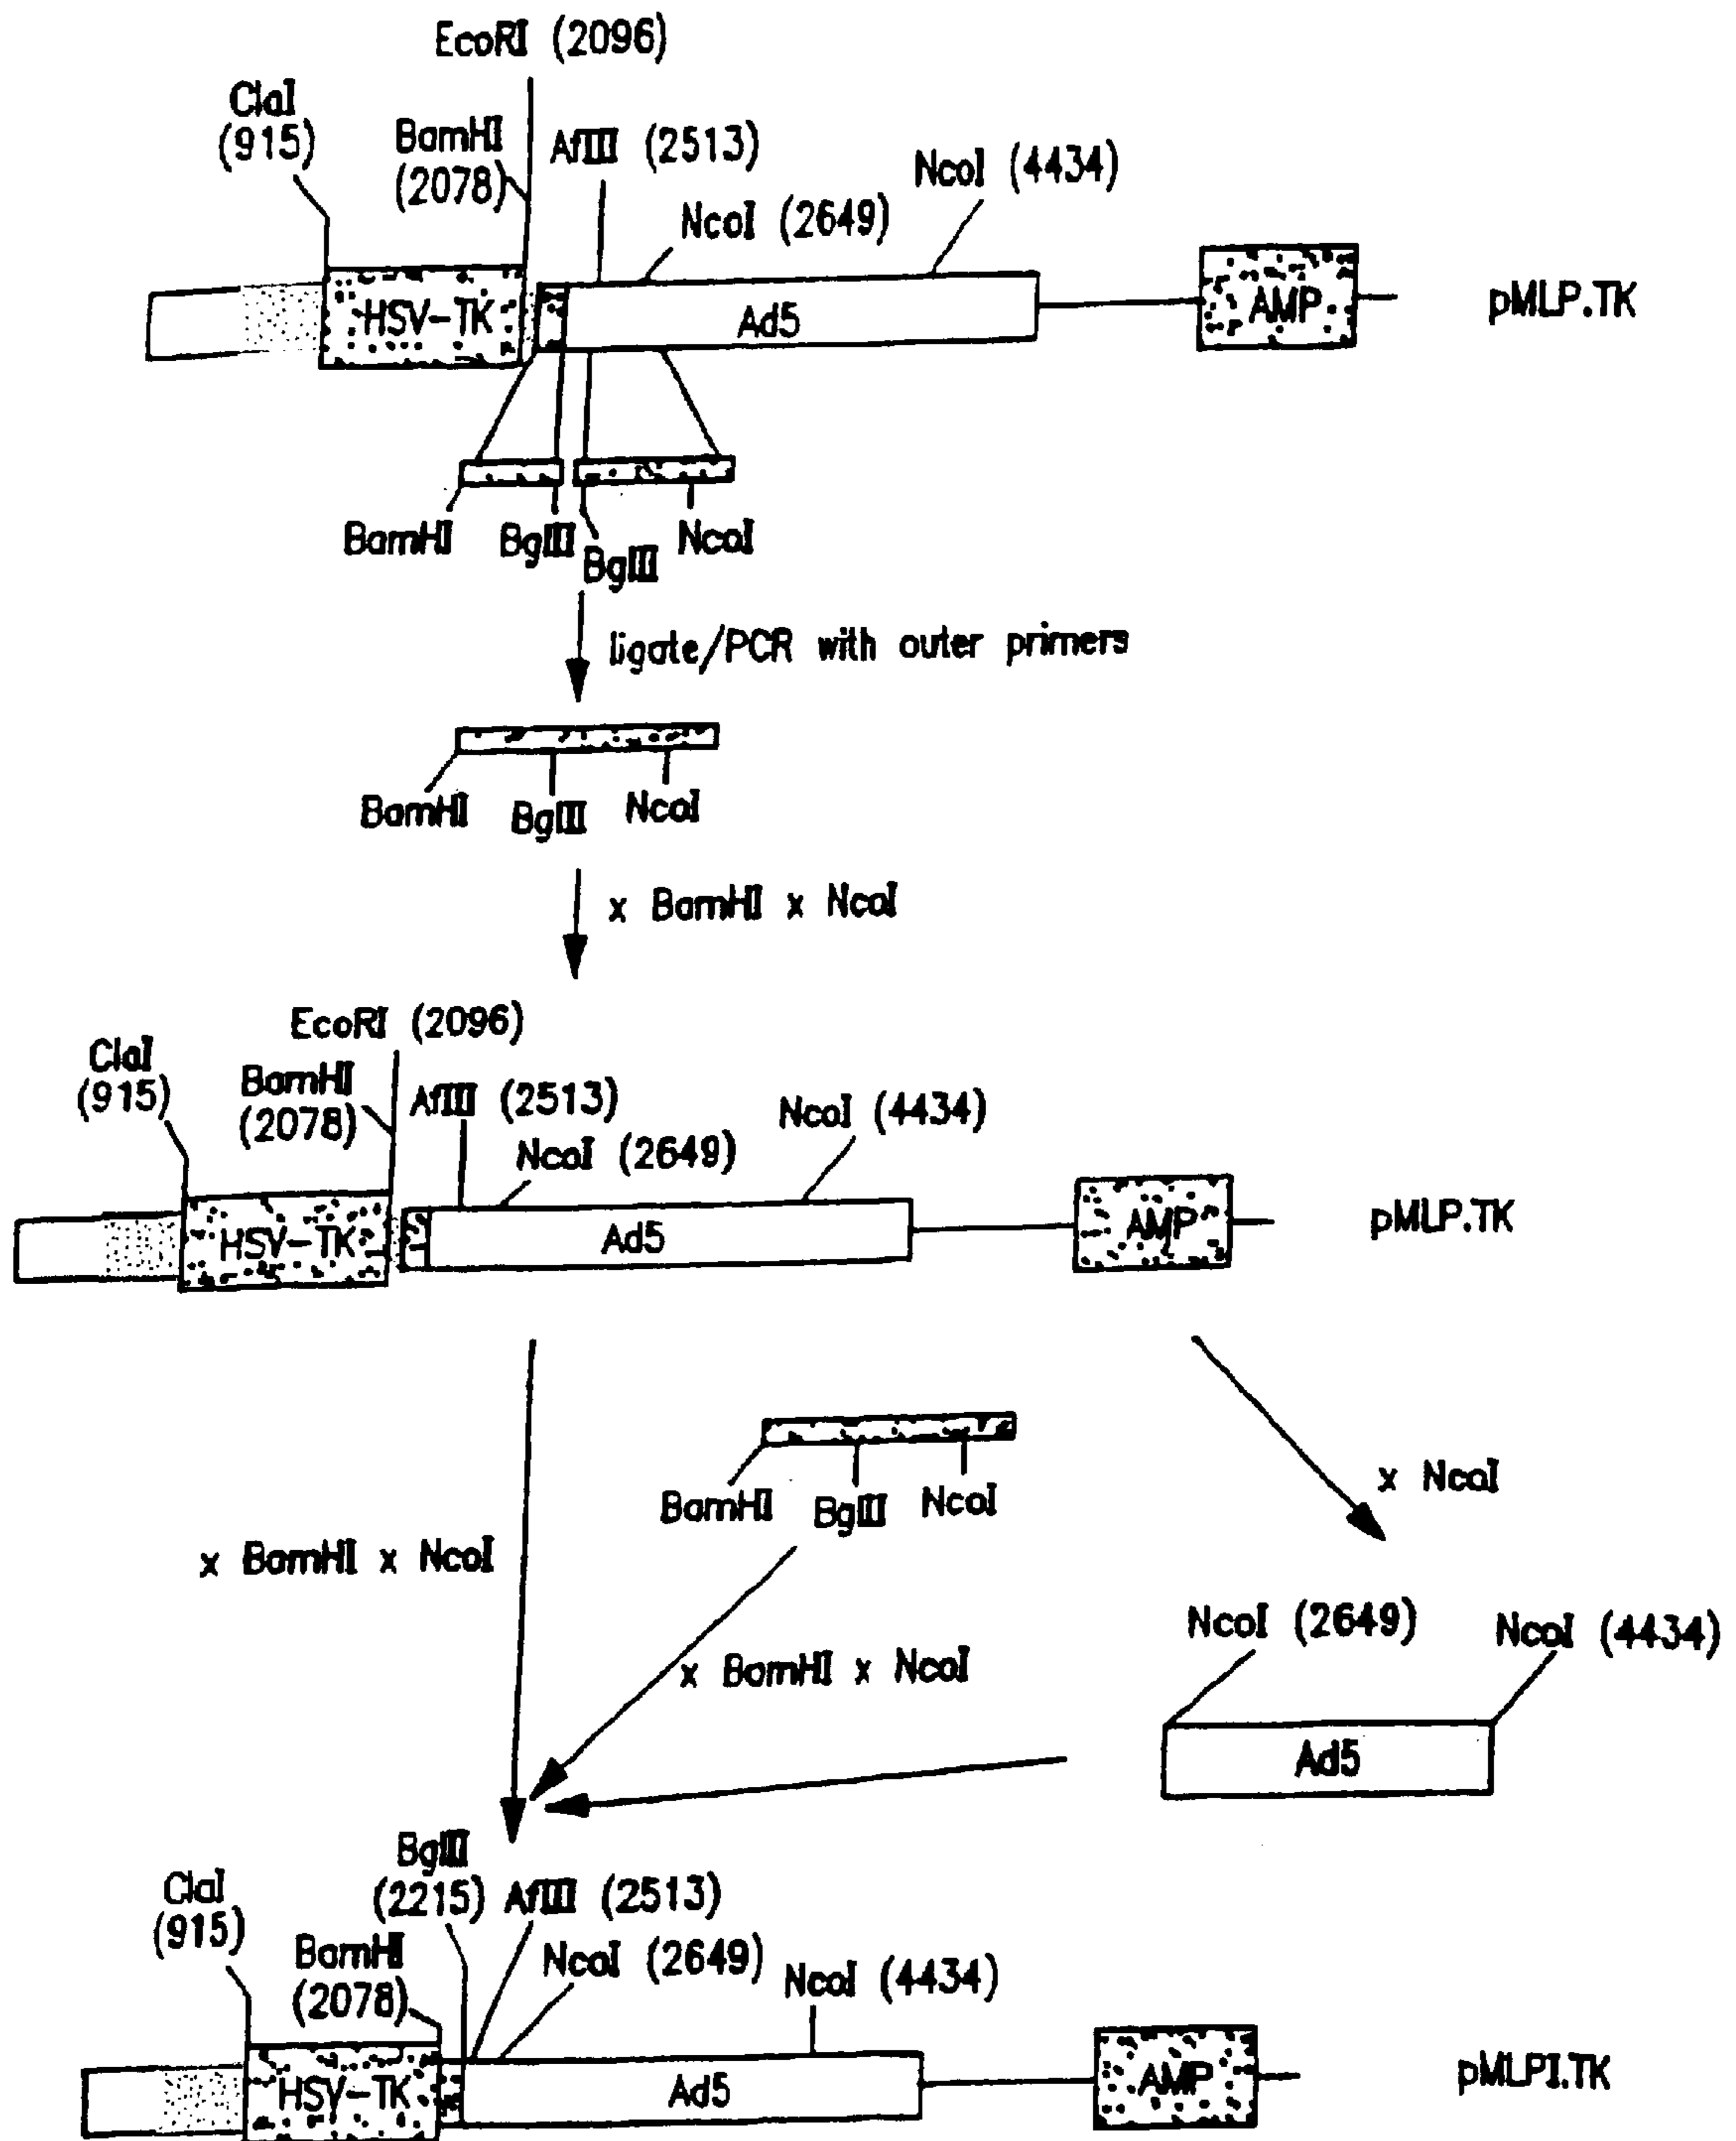 EcoRI (2096)
ClaI
(915)
BamHI
(2078)
AflII (2513)
NcoI (2649)
NcoI (4434)
HSV-TK
Ad5
AMP
pMLP.TK
BamHI
BglII
BglII
NcoI
ligate/PCR with outer primers
BamHI
BglII
NcoI
x BamHI x NcoI
EcoRI (2096)
ClaI
(915)
BamHI
(2078)
AflII (2513)
NcoI (2649)
NcoI (4434)
HSV-TK
Ad5
AMP
pMLP.TK
BamHI
BglII
NcoI
x NcoI
x BamHI x NcoI
x BamHI x NcoI
NcoI (2649)
NcoI (4434)
Ad5
BglII
(2215)
AflII (2513)
ClaI
(915)
BamHI
(2078)
NcoI (2649)
NcoI (4434)
HSV-TK
Ad5
AMP
pMLPI.TK